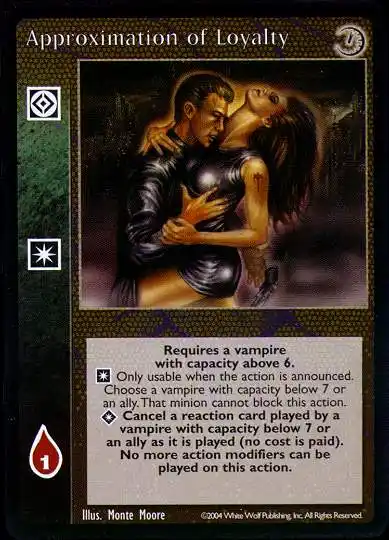 Approximation of Loyalty
Requires a vampire
with capacity above 6.
Only usable when the action is announced.
Choose a vampire with capacity below 7 or
an ally. That minion cannot block this action.
Cancel a reaction card played by a
vampire with capacity below 7 or
an ally as it is played (no cost is paid).
No more action modifiers can be
played on this action.
1
Illus. Monte Moore
©2004 White Wolf Publishing, Inc. All Rights Reserved.